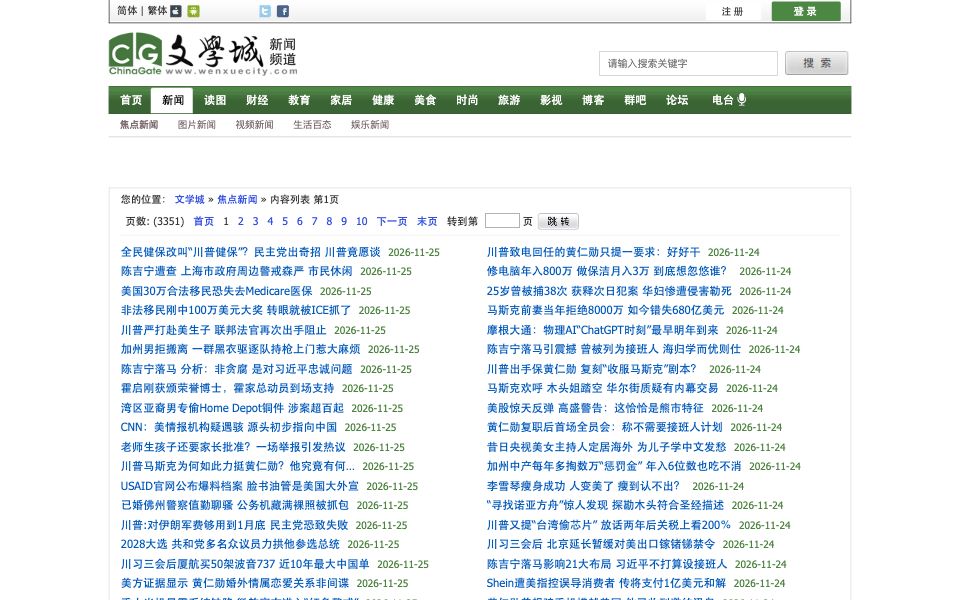 简体 | 繁体
注 册
登 录
ChinaGate 文學城 新闻频道
www.wenxuecity.com
请输入搜索关键字
搜 索
首页 新闻 读图 财经 教育 家居 健康 美食 时尚 旅游 影视 博客 群吧 论坛 电台
焦点新闻 图片新闻 视频新闻 生活百态 娱乐新闻
您的位置: 文学城 » 焦点新闻 » 内容列表 第1页
页数: (3351) 首页 1 2 3 4 5 6 7 8 9 10 下一页 末页 转到第 页 跳 转
全民健保改叫“川普健保”？民主党出奇招 川普竟愿谈 2026-11-25
陈吉宁遭查 上海市政府周边警戒森严 市民休闲 2026-11-25
美国30万合法移民恐失去Medicare医保 2026-11-25
非法移民刚中100万美元大奖 转眼就被ICE抓了 2026-11-25
川普严打赴美生子 联邦法官再次出手阻止 2026-11-25
加州男拒搬离 一群黑衣驱逐队持枪上门惹大麻烦 2026-11-25
陈吉宁落马 分析：非贪腐 是对习近平忠诚问题 2026-11-25
霍启刚获颁荣誉博士，霍家总动员到场支持 2026-11-25
湾区亚裔男专偷Home Depot铜件 涉案超百起 2026-11-25
CNN：美情报机构疑遇骇 源头初步指向中国 2026-11-25
老师生孩子还要家长批准？一场举报引发热议 2026-11-25
川普马斯克为何如此力挺黄仁勋？他究竟有何... 2026-11-25
USAID官网公布爆料档案 脸书油管是美国大外宣 2026-11-25
已婚佛州警察值勤聊骚 公务机藏满裸照被抓包 2026-11-25
川普:对伊朗军费够用到1月底 民主党恐致失败 2026-11-25
2028大选 共和党多名众议员力拱他参选总统 2026-11-25
川习三会后厦航买50架波音737 近10年最大中国单 2026-11-25
美方证据显示 黄仁勋婚外情属恋爱关系非间谍 2026-11-25
川普致电回任的黄仁勋只提一要求：好好干 2026-11-24
修电脑年入800万 做保洁月入3万 到底想忽悠谁? 2026-11-24
25岁曾被捕38次 获释次日犯案 华妇惨遭侵害勒死 2026-11-24
马斯克前妻当年拒绝8000万 如今错失680亿美元 2026-11-24
摩根大通：物理AI“ChatGPT时刻”最早明年到来 2026-11-24
陈吉宁落马引震撼 曾被列为接班人 海归学而优则仕 2026-11-24
川普出手保黄仁勋 复刻“收服马斯克”剧本? 2026-11-24
马斯克欢呼 木头姐踏空 华尔街质疑有内幕交易 2026-11-24
美股惊天反弹 高盛警告：这恰恰是熊市特征 2026-11-24
黄仁勋复职后首场全员会：称不需要接班人计划 2026-11-24
昔日央视美女主持人定居海外 为儿子学中文发愁 2026-11-24
加州中产每年多掏数万“惩罚金” 年入6位数也吃不消 2026-11-24
李雪琴瘦身成功 人变美了 瘦到认不出? 2026-11-24
“寻找诺亚方舟”惊人发现 探勘木头符合圣经描述 2026-11-24
川普又提“台湾偷芯片” 放话两年后关税上看200% 2026-11-24
川习三会后 北京延长暂缓对美出口镓锗锑禁令 2026-11-24
陈吉宁落马影响21大布局 习近平不打算设接班人 2026-11-24
Shein遭美指控误导消费者 传将支付1亿美元和解 2026-11-24